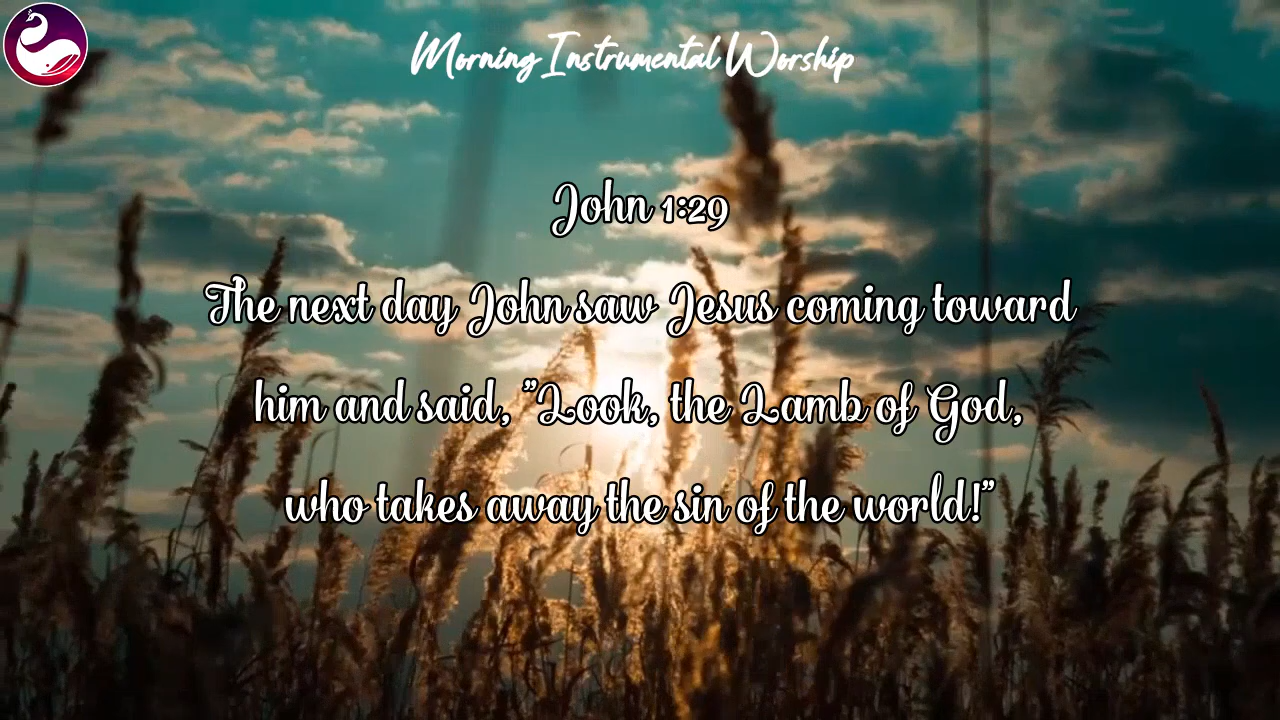 Morning Instrumental Worship
John 1:29
The next day John saw Jesus coming toward
him and said, "Look, the Lamb of God,
who takes away the sin of the world!"